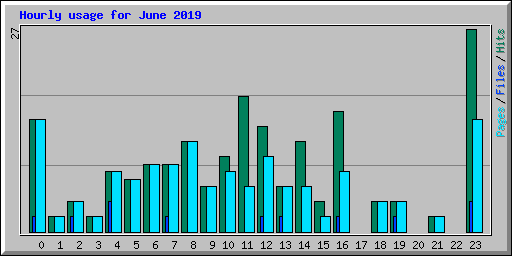 Hourly usage for June 2019
27
Pages/Files/Hits
0 1 2 3 4 5 6 7 8 9 10 11 12 13 14 15 16 17 18 19 20 21 22 23